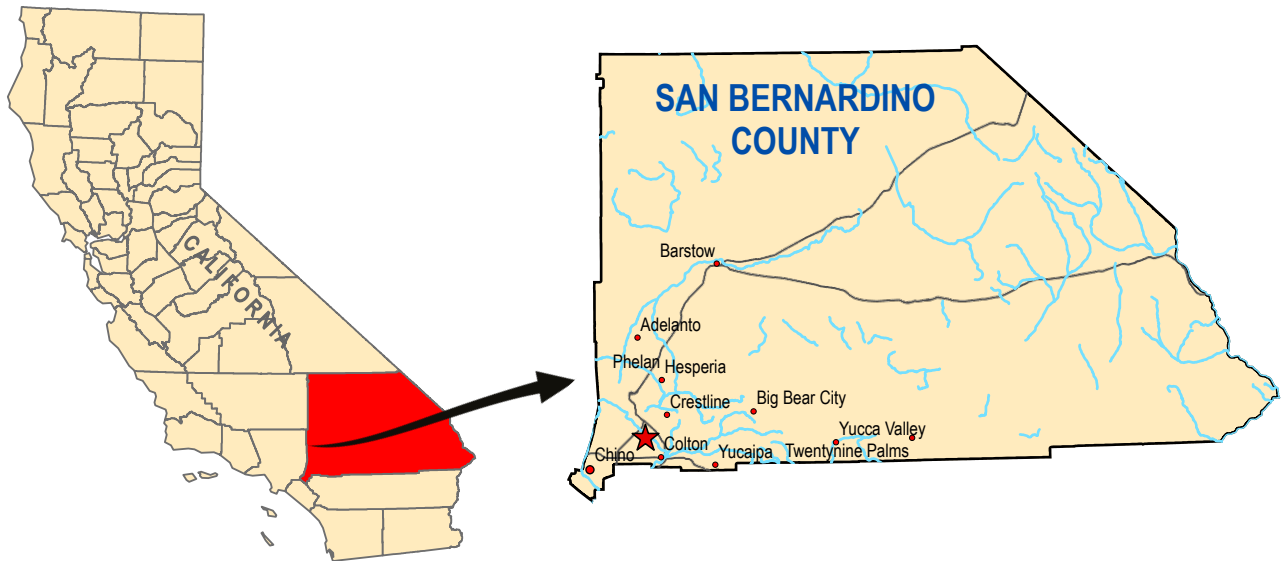 CALIFORNIA
SAN BERNARDINO
COUNTY
Barstow
Adelanto
Phelan
Hesperia
Crestline
Big Bear City
Yucca Valley
Colton
Twentynine Palms
Chino
Yucaipa